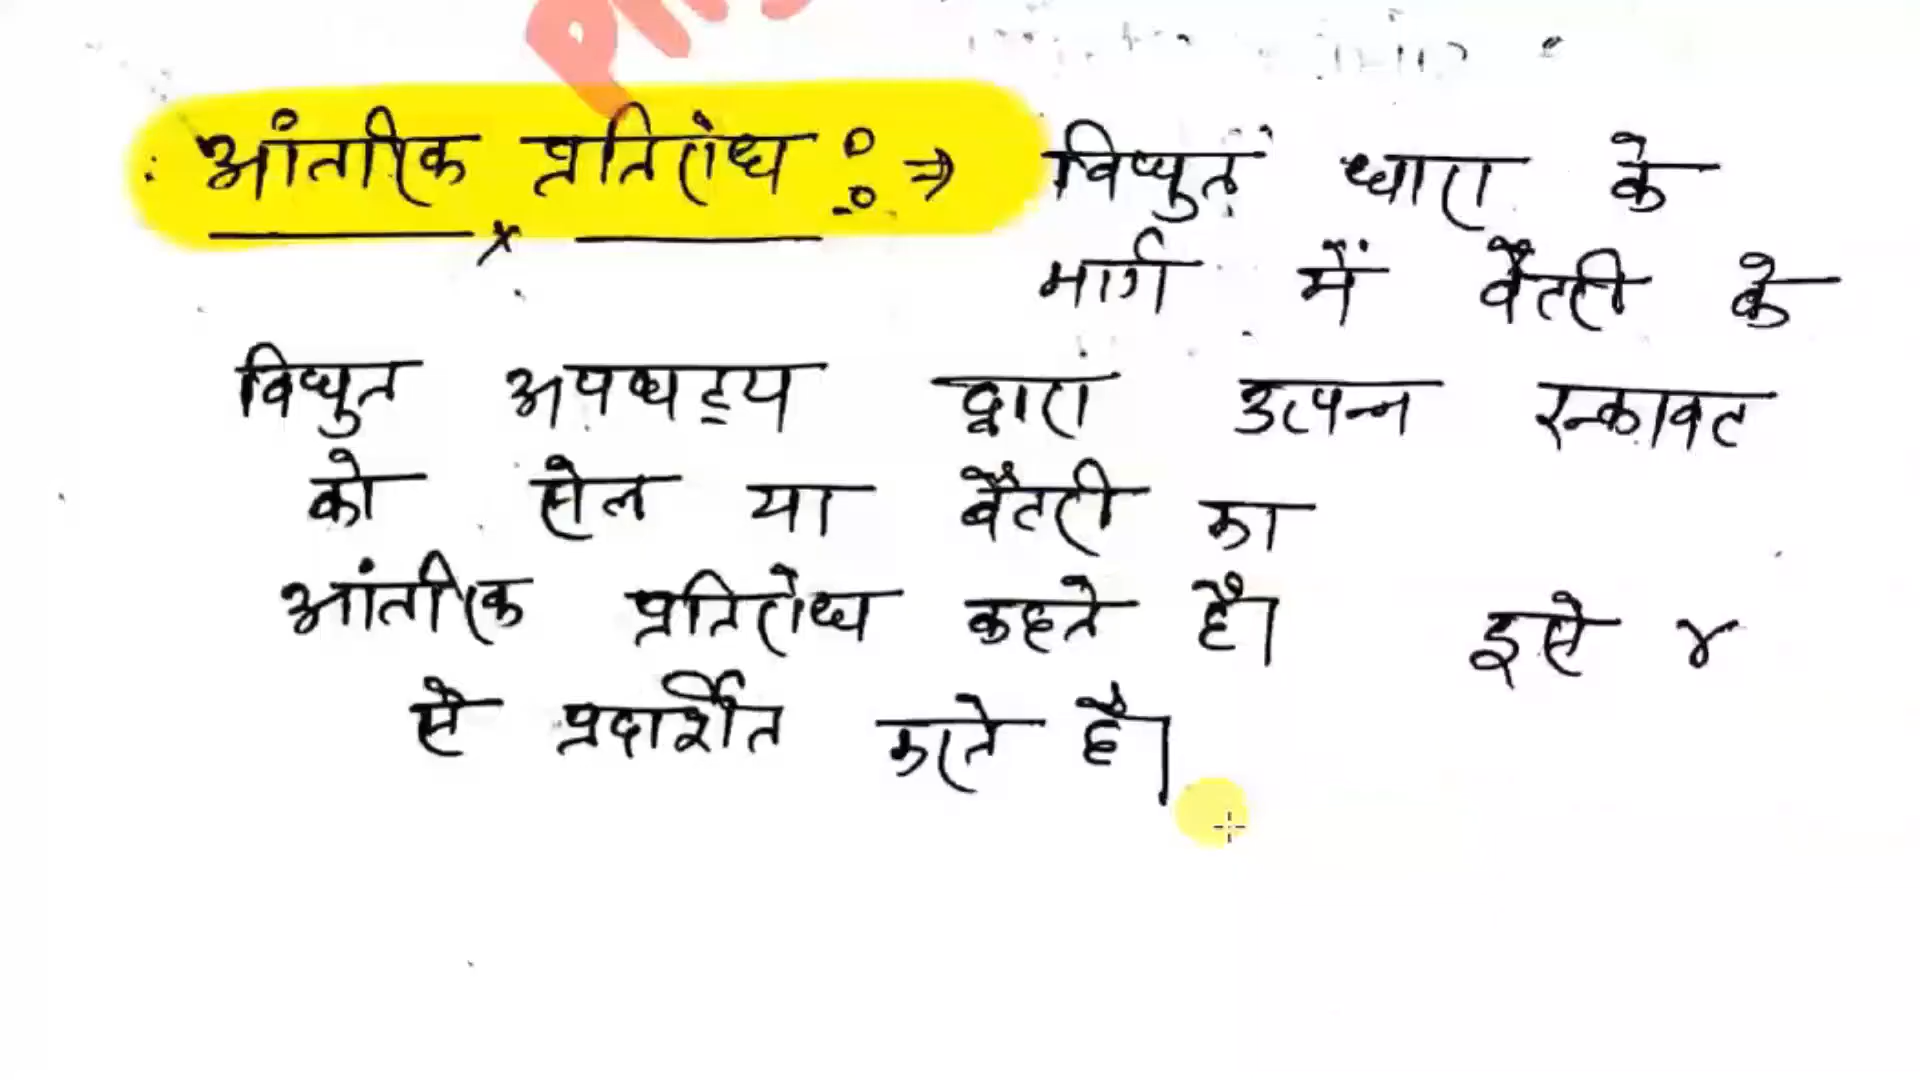 आंतरिक प्रतिरोध :⇒ विद्युत धारा के
मार्ग में बैटरी के
विद्युत अपघट्य द्वारा उत्पन्न रूकावट
को सेल या बैटरी का
आंतरिक प्रतिरोध कहते है।   इसे r
से प्रदर्शित करते है।